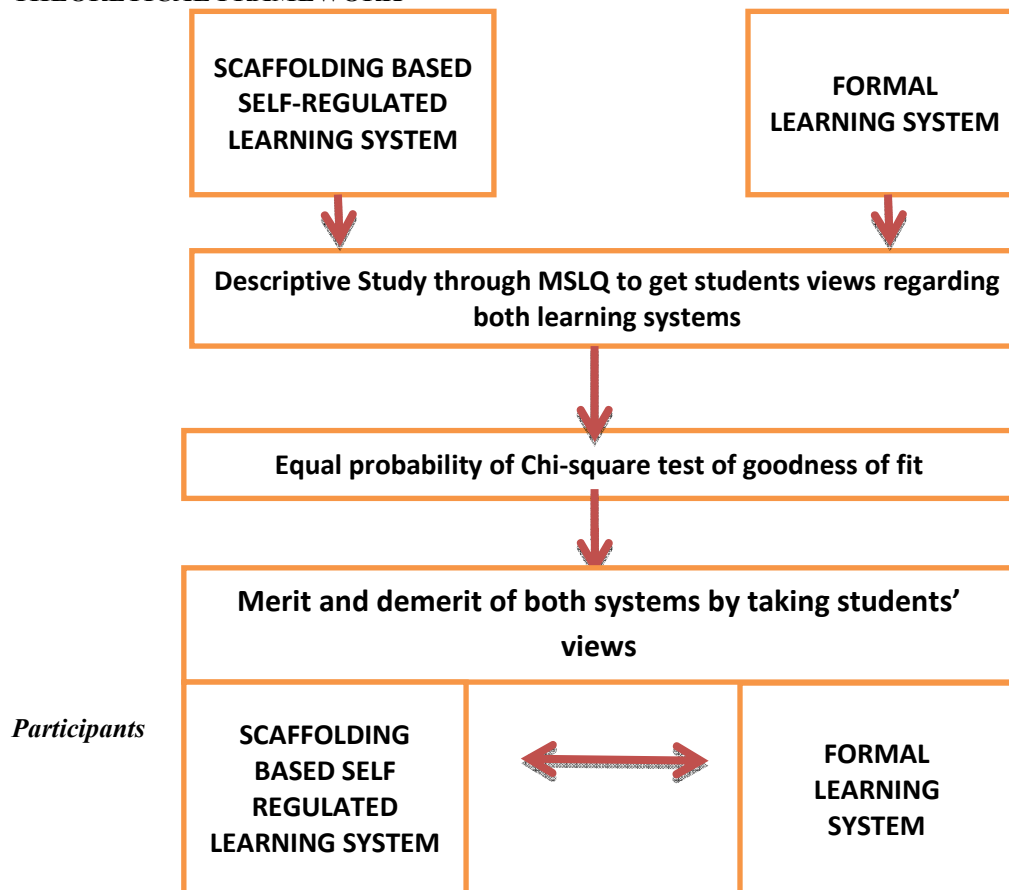 THEORETICAL FRAMEWORK
SCAFFOLDING BASED
SELF-REGULATED
LEARNING SYSTEM
FORMAL
LEARNING SYSTEM
Descriptive Study through MSLQ to get students views regarding
both learning systems
Equal probability of Chi-square test of goodness of fit
Merit and demerit of both systems by taking students’
views
Participants
SCAFFOLDING
BASED SELF
REGULATED
LEARNING SYSTEM
FORMAL
LEARNING
SYSTEM